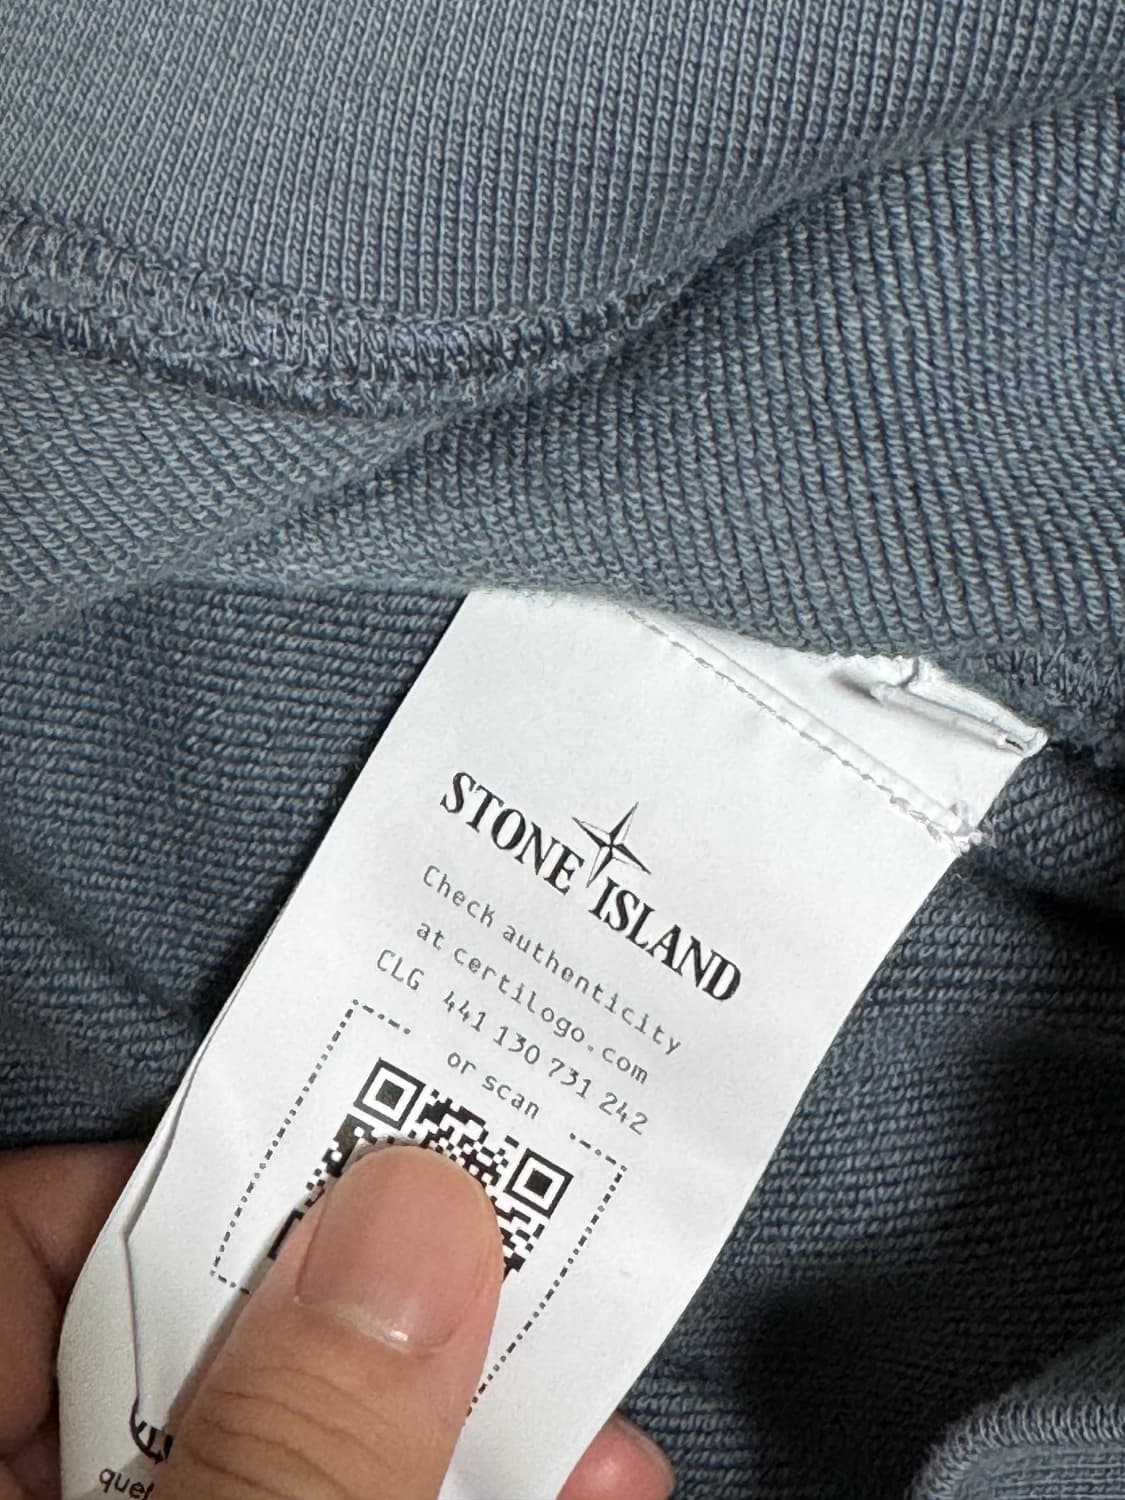 STONE ISLAND
Check authenticity
at certilogo.com
CLG 441 130 731 242
or scan